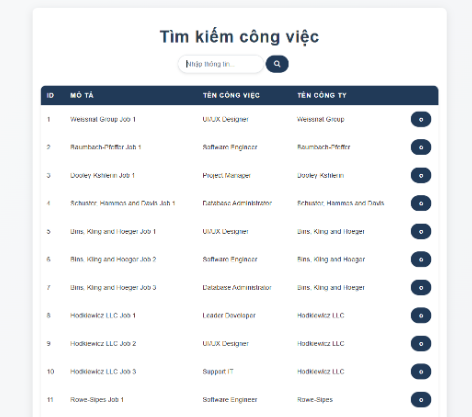 Tìm kiếm công việc
Nhập thông tin...
ID MÔ TẢ TÊN CÔNG VIỆC TÊN CÔNG TY
1 Weissnat Group Job 1 UI/UX Designer Weissnat Group
2 Baumbach-Pfeffer Job 1 Software Engineer Baumbach-Pfeffer
3 Dooley-Kshlerin Job 1 Project Manager Dooley-Kshlerin
4 Schuster, Hammes and Davis Job 1 Database Administrator Schuster, Hammes and Davis
5 Bins, Kling and Hoeger Job 1 UI/UX Designer Bins, Kling and Hoeger
6 Bins, Kling and Hoeger Job 2 Software Engineer Bins, Kling and Hoeger
7 Bins, Kling and Hoeger Job 3 Database Administrator Bins, Kling and Hoeger
8 Hodkiewicz LLC Job 1 Leader Developer Hodkiewicz LLC
9 Hodkiewicz LLC Job 2 UI/UX Designer Hodkiewicz LLC
10 Hodkiewicz LLC Job 3 Support IT Hodkiewicz LLC
11 Rowe-Sipes Job 1 Software Engineer Rowe-Sipes